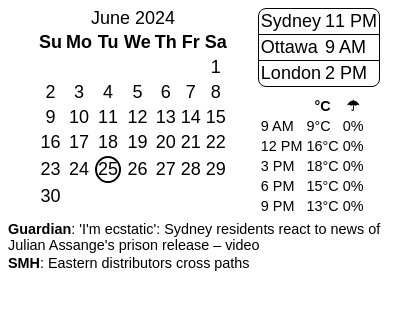 June 2024
Su Mo Tu We Th Fr Sa
1
2 3 4 5 6 7 8
9 10 11 12 13 14 15
16 17 18 19 20 21 22
23 24 25 26 27 28 29
30
Sydney 11 PM
Ottawa 9 AM
London 2 PM
°C ☂
9 AM 9°C 0%
12 PM 16°C 0%
3 PM 18°C 0%
6 PM 15°C 0%
9 PM 13°C 0%
Guardian: 'I'm ecstatic': Sydney residents react to news of
Julian Assange's prison release – video
SMH: Eastern distributors cross paths